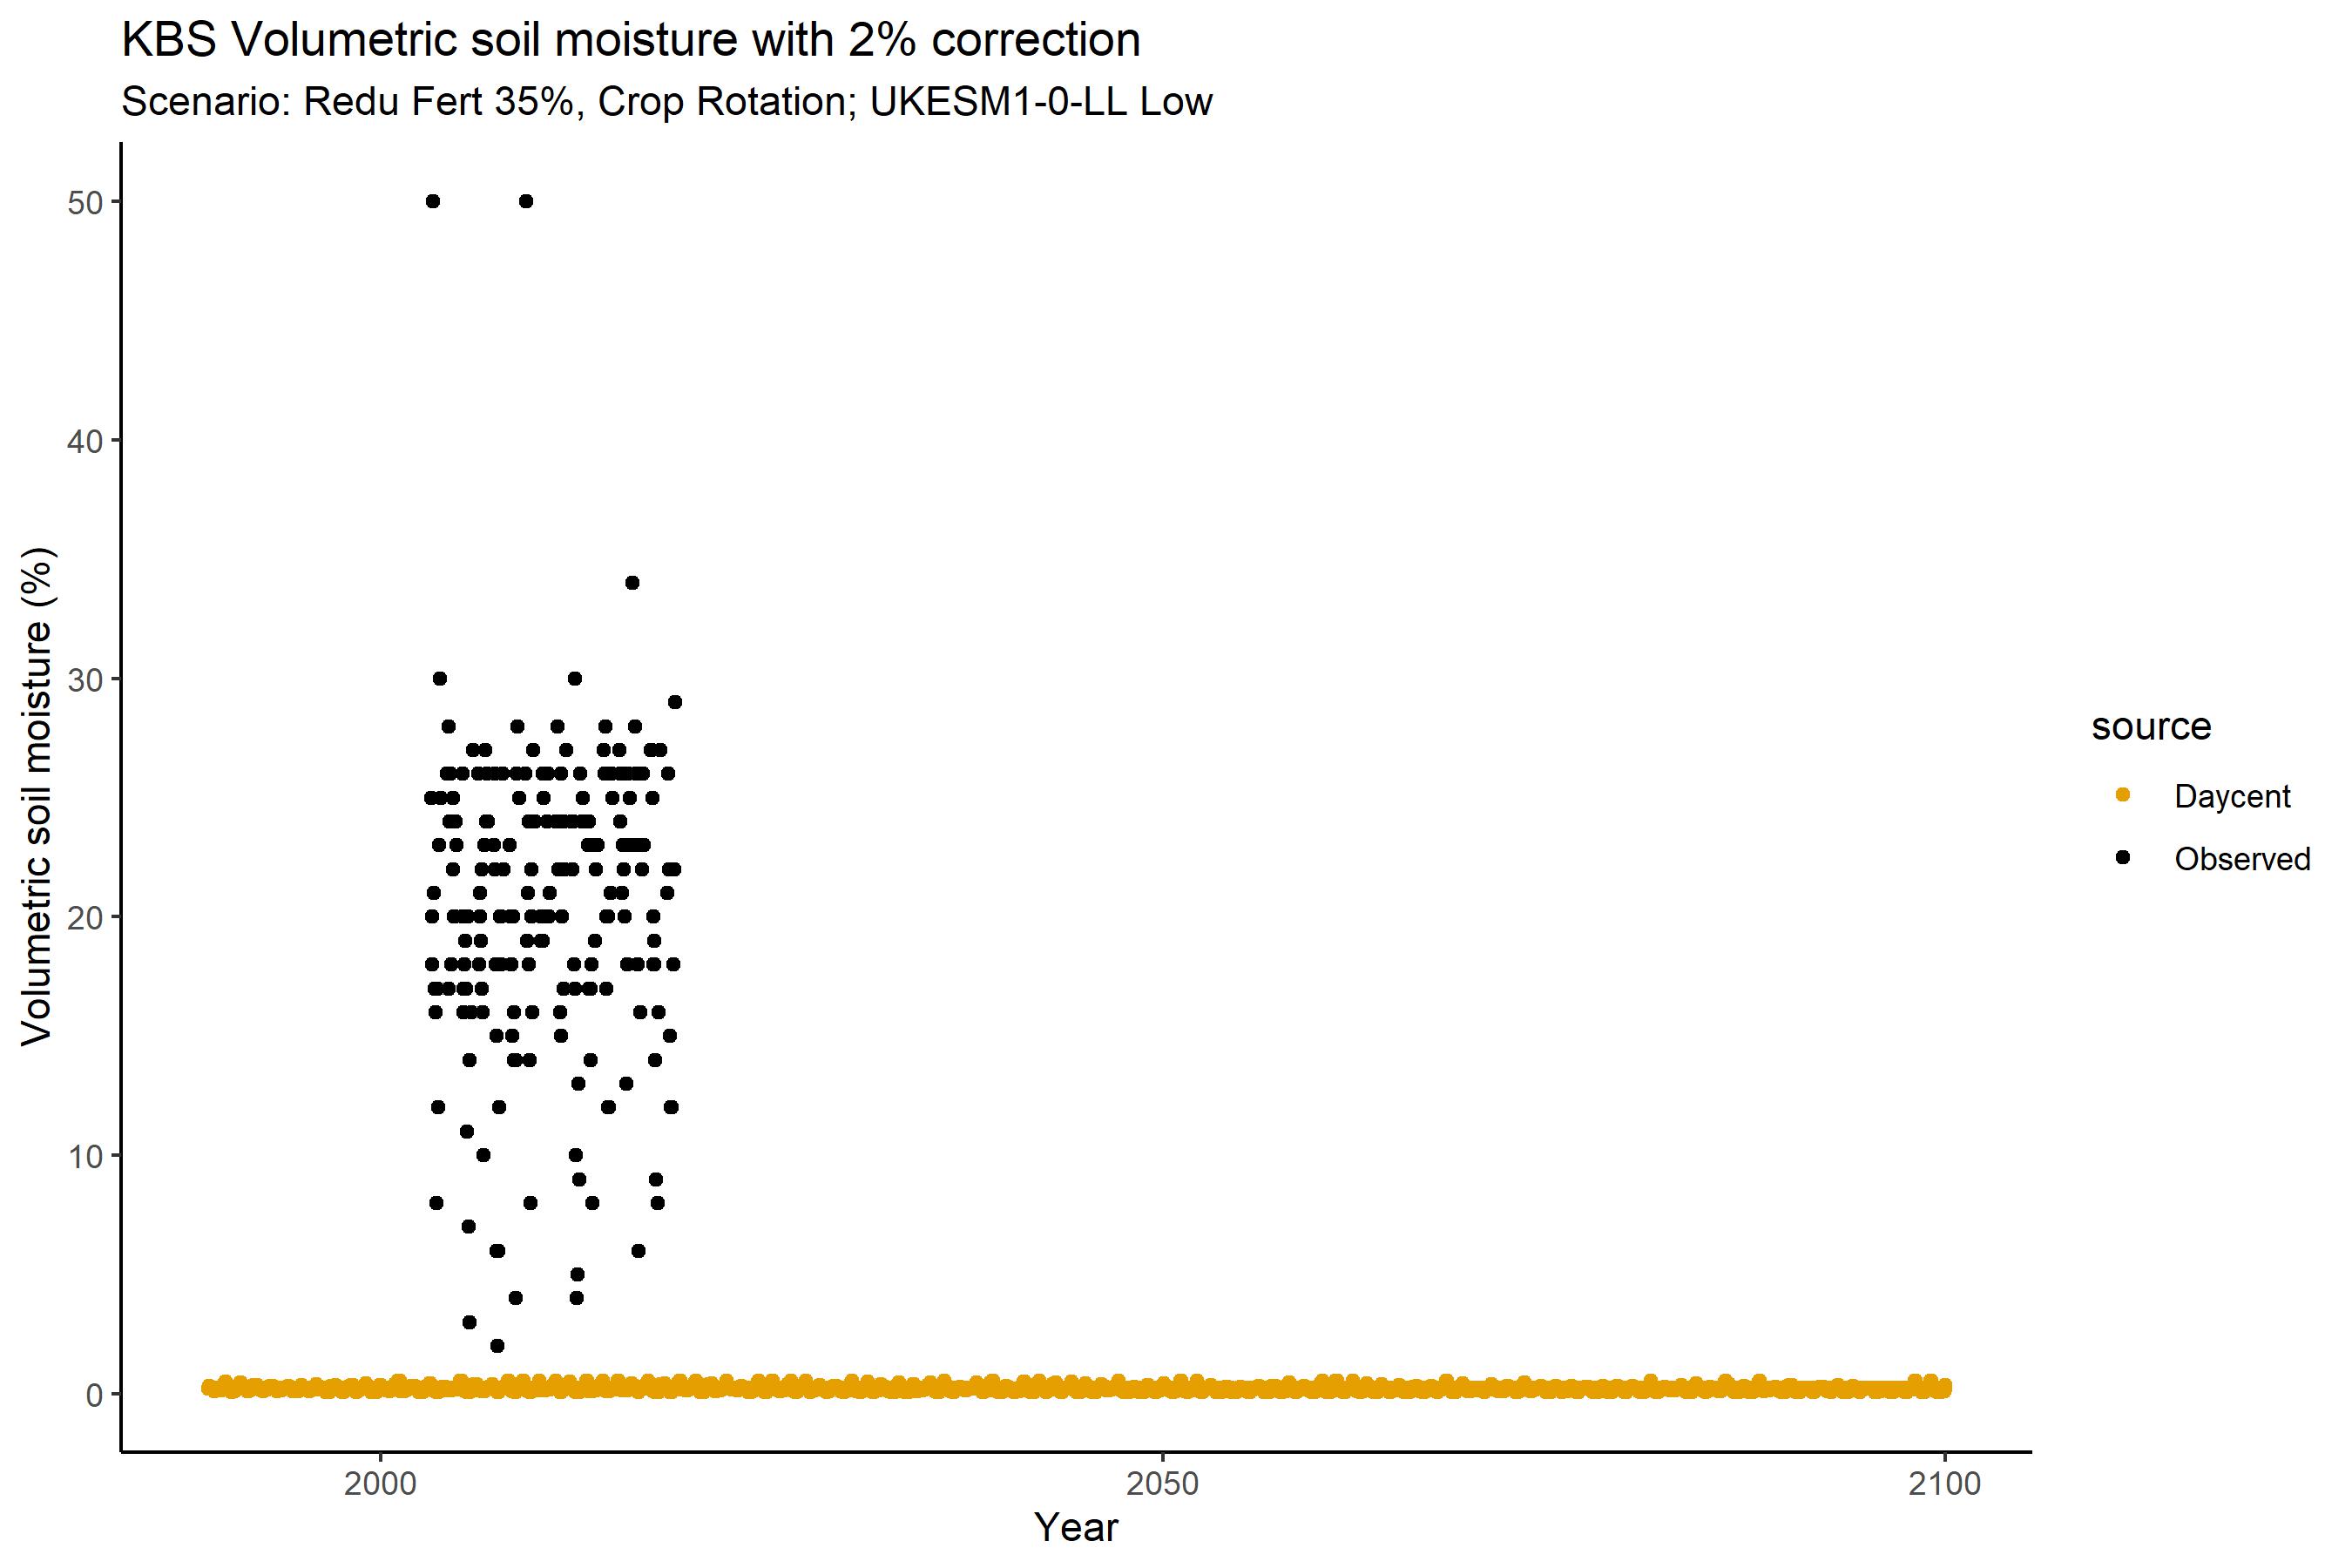 KBS Volumetric soil moisture with 2% correction
Scenario: Redu Fert 35%, Crop Rotation; UKESM1-0-LL Low
Volumetric soil moisture (%)
50
40
30
20
10
0
2000
2050
2100
Year
source
Daycent
Observed